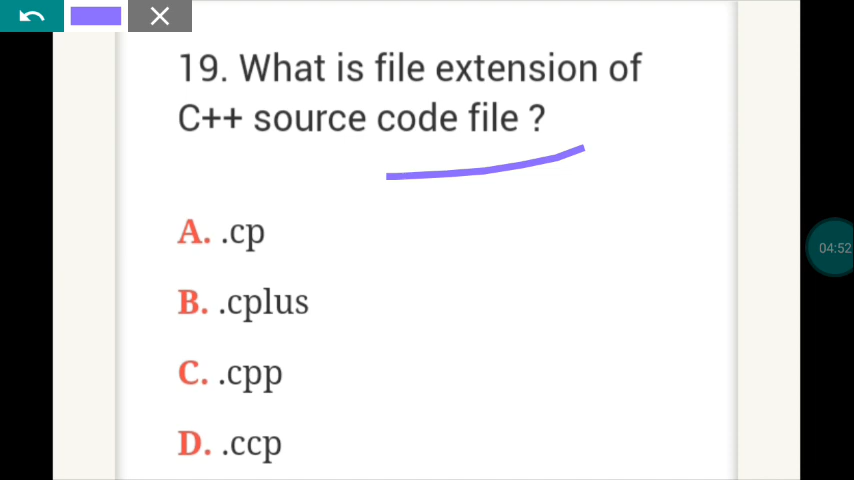 19. What is file extension of
C++ source code file ?
A. .cp
B. .cplus
C. .cpp
D. .ccp
04:52